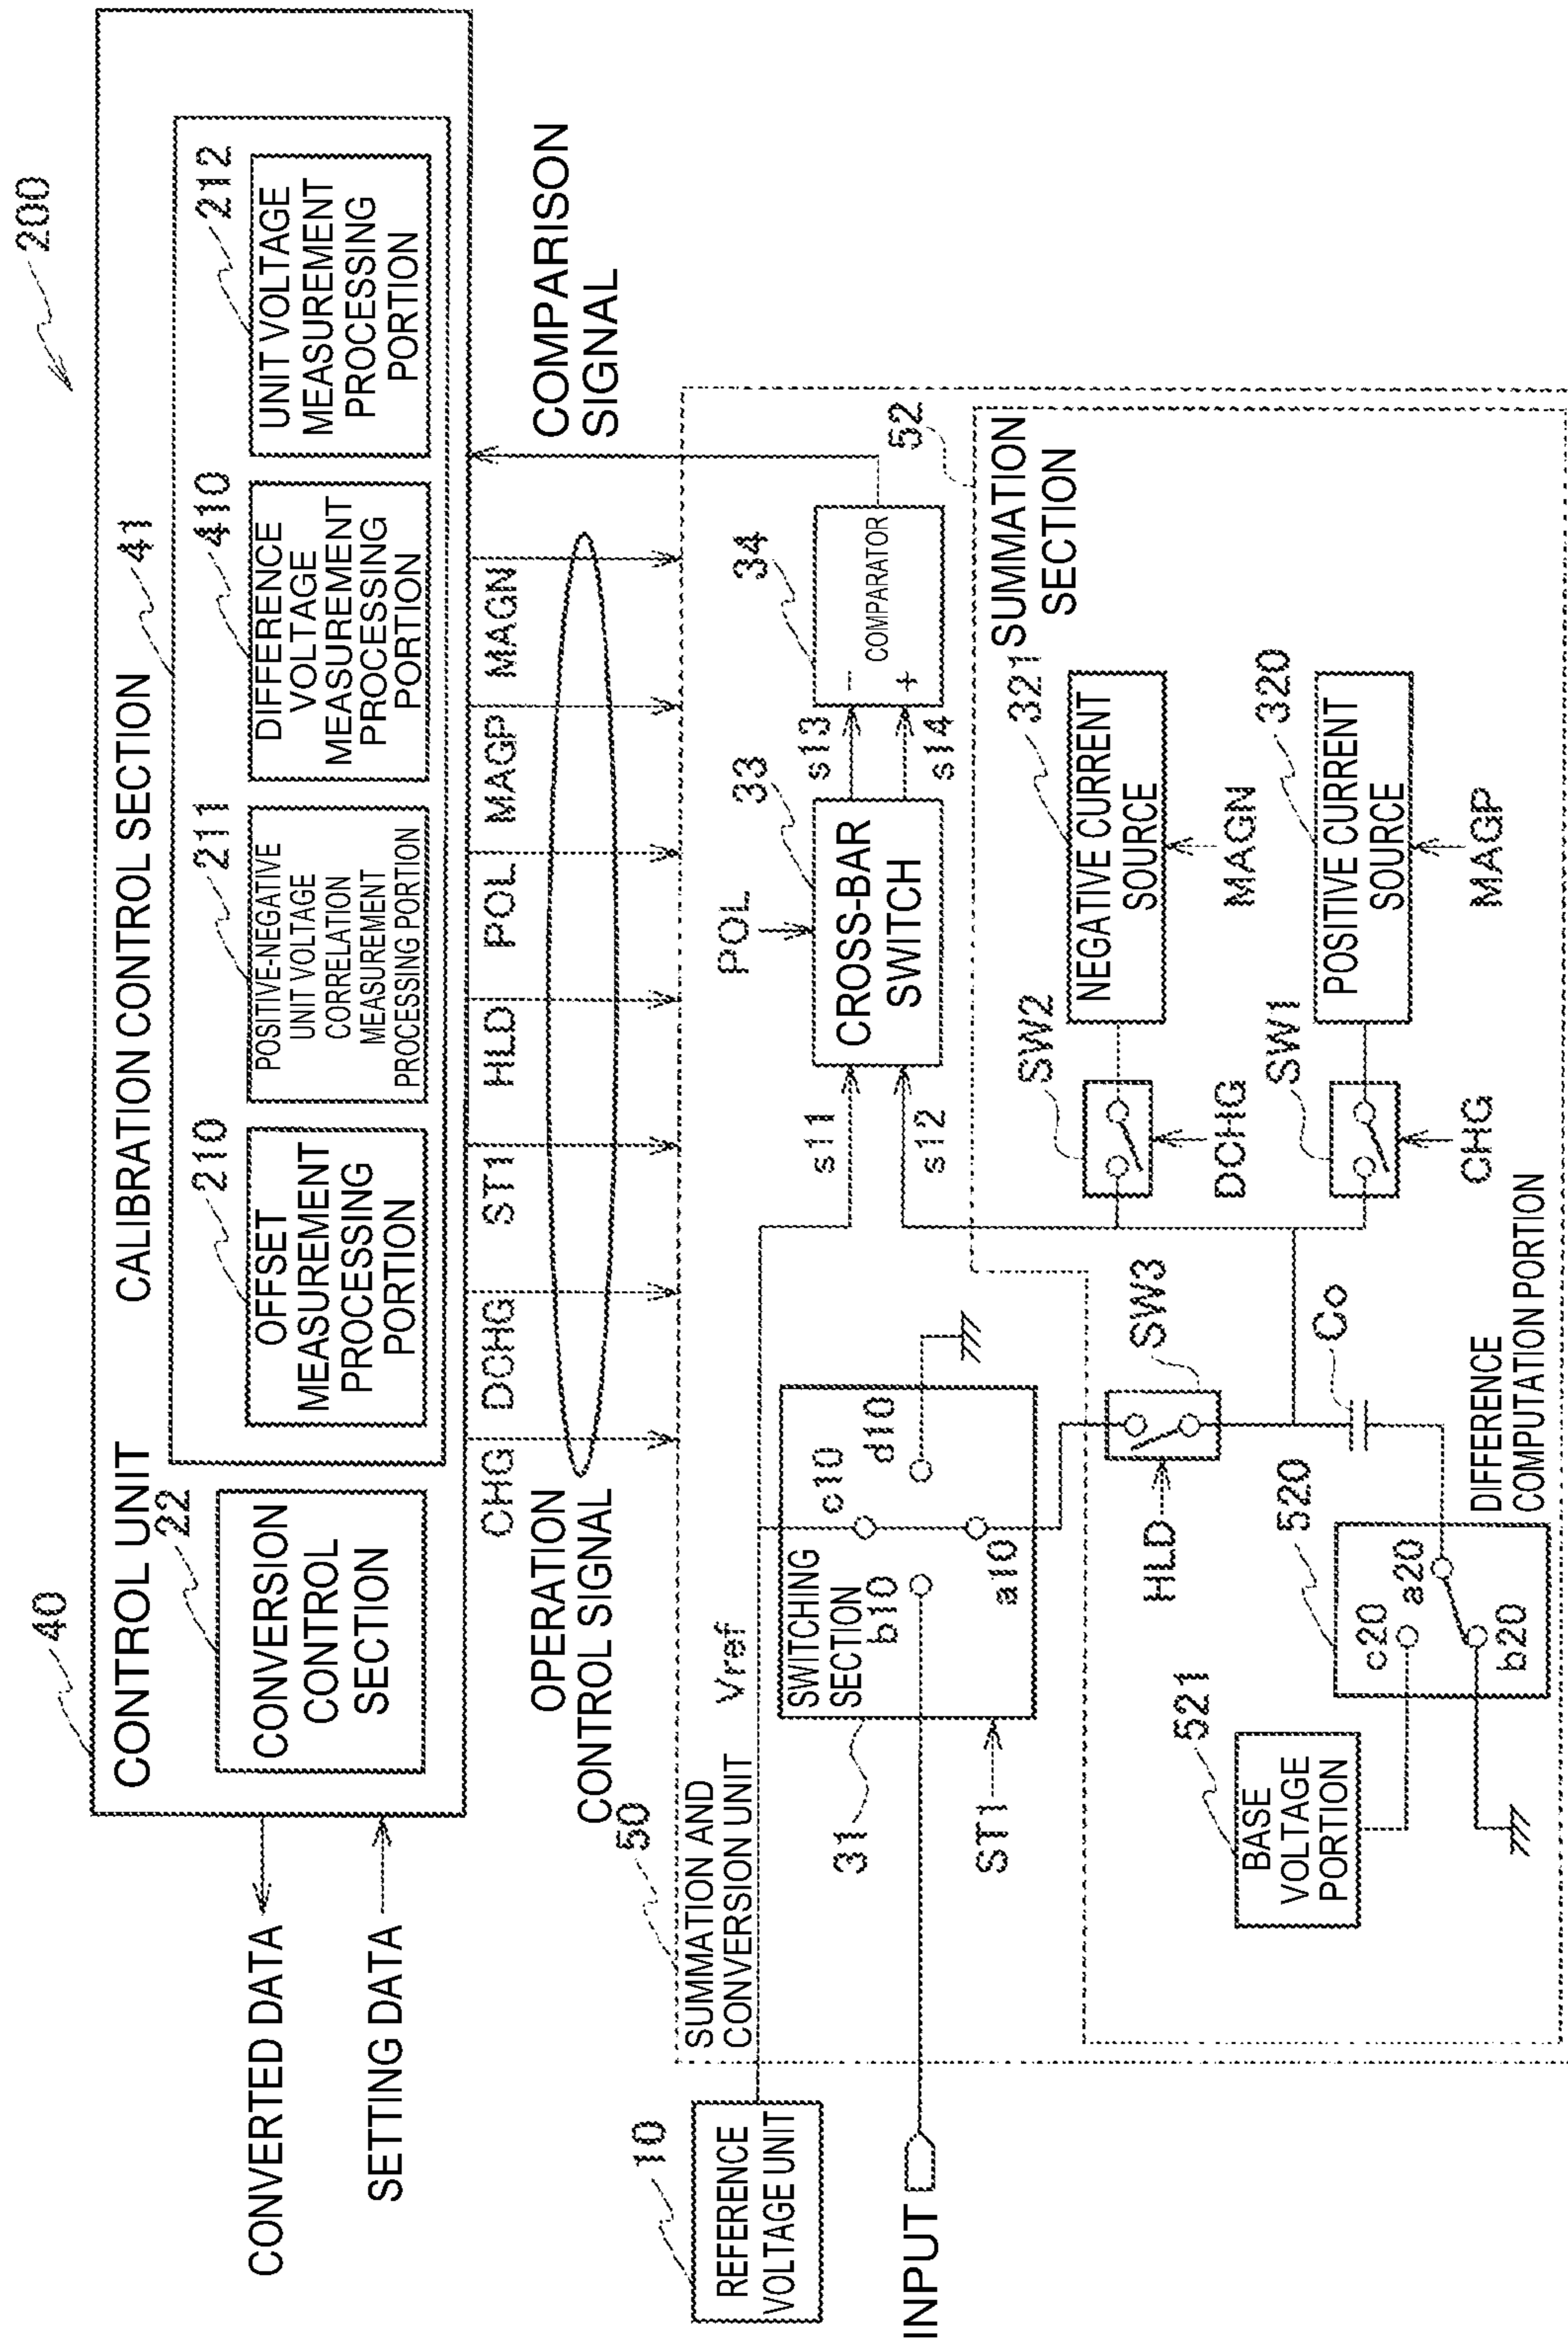 200
40
CONTROL UNIT
CALIBRATION CONTROL SECTION
41
22
CONVERSION
CONTROL
SECTION
210
OFFSET
MEASUREMENT
PROCESSING
PORTION
211
POSITIVE-NEGATIVE
UNIT VOLTAGE
CORRELATION
MEASUREMENT
PROCESSING PORTION
410
DIFFERENCE
VOLTAGE
MEASUREMENT
PROCESSING
PORTION
212
UNIT VOLTAGE
MEASUREMENT
PROCESSING
PORTION
CONVERTED DATA
SETTING DATA
CHG
DCHG
ST1
HLD
POL
MAGP
MAGN
OPERATION
CONTROL SIGNAL
COMPARISON
SIGNAL
50
SUMMATION AND
CONVERSION UNIT
Vref
10
REFERENCE
VOLTAGE UNIT
INPUT
31
ST1
SWITCHING
SECTION
b10
c10
d10
a10
s11
s12
POL
33
CROSS-BAR
SWITCH
s13
s14
34
COMPARATOR
−
+
52
SUMMATION
SECTION
SW3
HLD
Co
SW2
DCHG
321
NEGATIVE CURRENT
SOURCE
MAGN
SW1
CHG
320
POSITIVE CURRENT
SOURCE
MAGP
521
BASE
VOLTAGE
PORTION
520
c20
a20
b20
DIFFERENCE
COMPUTATION PORTION